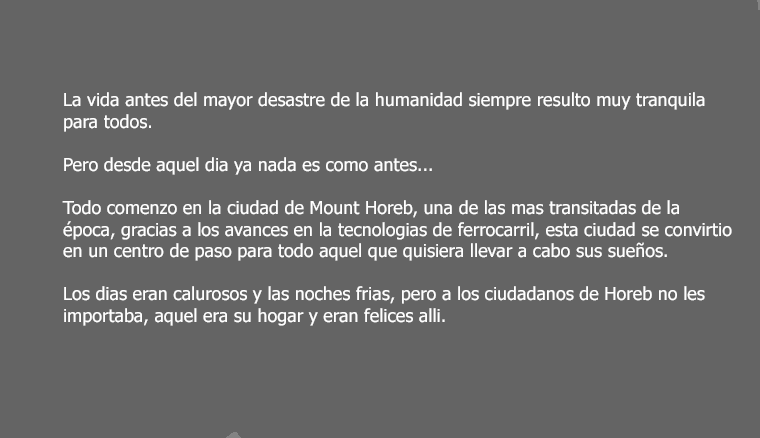 La vida antes del mayor desastre de la humanidad siempre resulto muy tranquila
para todos.
Pero desde aquel dia ya nada es como antes...
Todo comenzo en la ciudad de Mount Horeb, una de las mas transitadas de la
época, gracias a los avances en la tecnologias de ferrocarril, esta ciudad se convirtio
en un centro de paso para todo aquel que quisiera llevar a cabo sus sueños.
Los dias eran calurosos y las noches frias, pero a los ciudadanos de Horeb no les
importaba, aquel era su hogar y eran felices alli.